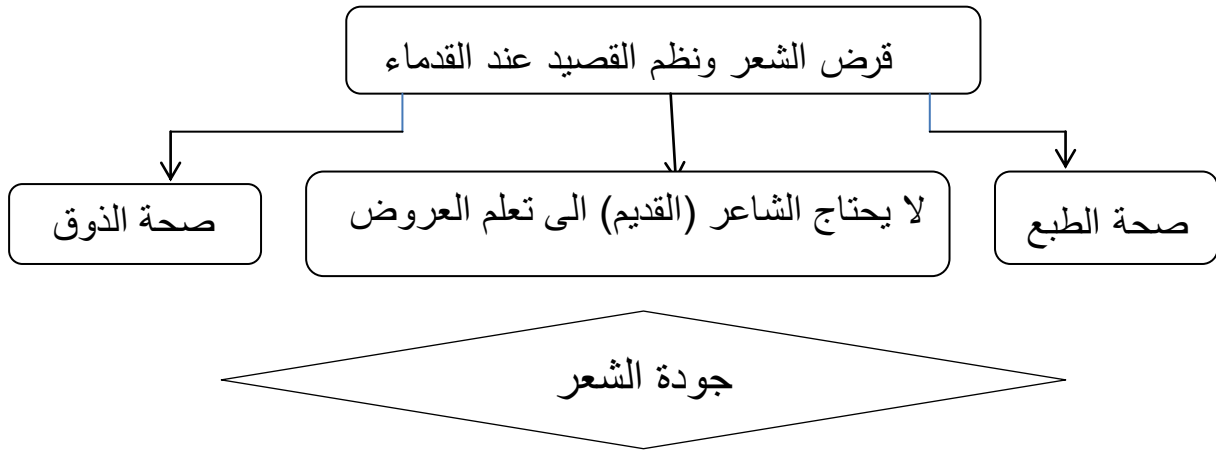 قرض الشعر ونظم القصيد عند القدماء
صحة الطبع
لا يحتاج الشاعر (القديم) الى تعلم العروض
صحة الذوق
جودة الشعر